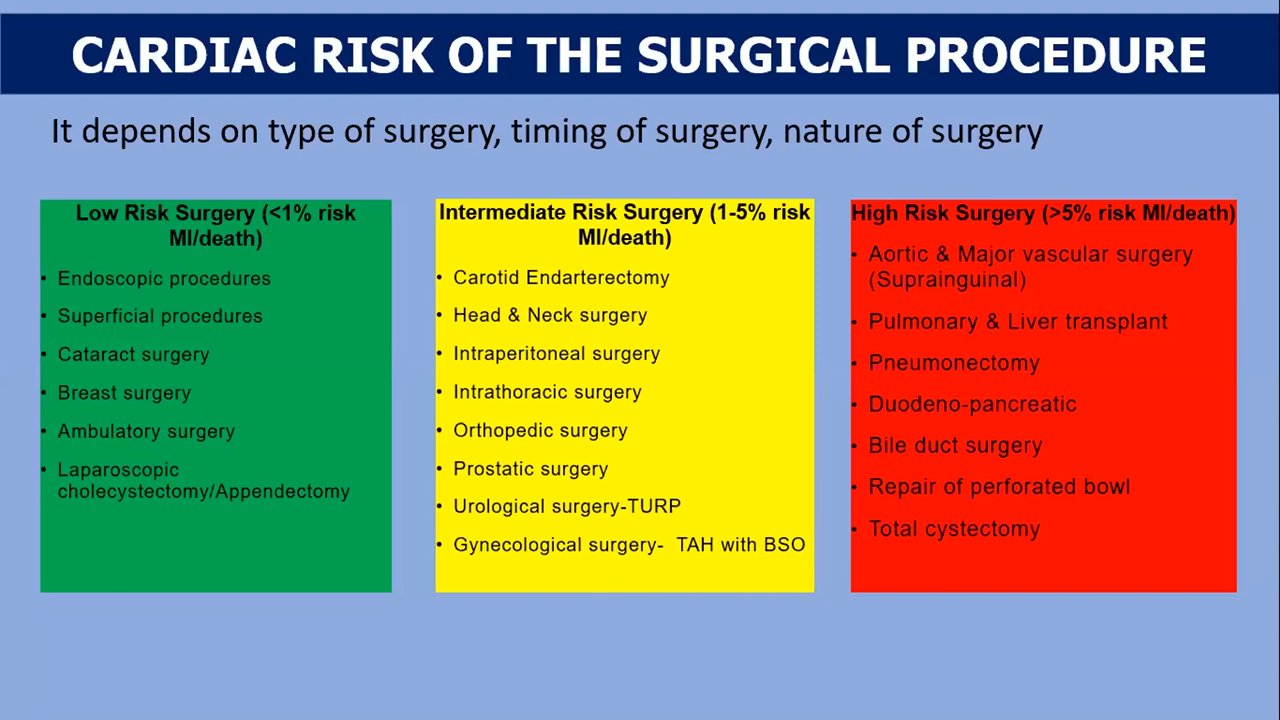 CARDIAC RISK OF THE SURGICAL PROCEDURE
It depends on type of surgery, timing of surgery, nature of surgery
Low Risk Surgery (<1% risk
MI/death)
• Endoscopic procedures
• Superficial procedures
• Cataract surgery
• Breast surgery
• Ambulatory surgery
• Laparoscopic
cholecystectomy/Appendectomy
Intermediate Risk Surgery (1-5% risk
MI/death)
• Carotid Endarterectomy
• Head & Neck surgery
• Intraperitoneal surgery
• Intrathoracic surgery
• Orthopedic surgery
• Prostatic surgery
• Urological surgery-TURP
• Gynecological surgery- TAH with BSO
High Risk Surgery (>5% risk MI/death)
• Aortic & Major vascular surgery
(Suprainguinal)
• Pulmonary & Liver transplant
• Pneumonectomy
• Duodeno-pancreatic
• Bile duct surgery
• Repair of perforated bowl
• Total cystectomy